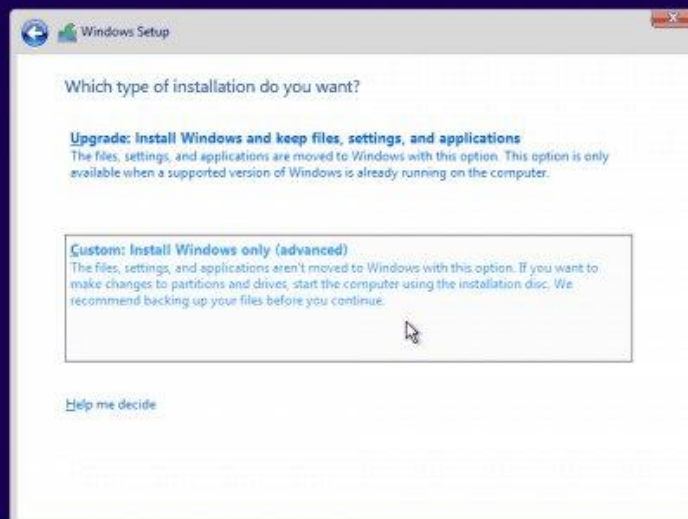 Windows Setup
Which type of installation do you want?
Upgrade: Install Windows and keep files, settings, and applications
The files, settings, and applications are moved to Windows with this option. This option is only
available when a supported version of Windows is already running on the computer.
Custom: Install Windows only (advanced)
The files, settings, and applications aren't moved to Windows with this option. If you want to
make changes to partitions and drives, start the computer using the installation disc. We
recommend backing up your files before you continue.
Help me decide